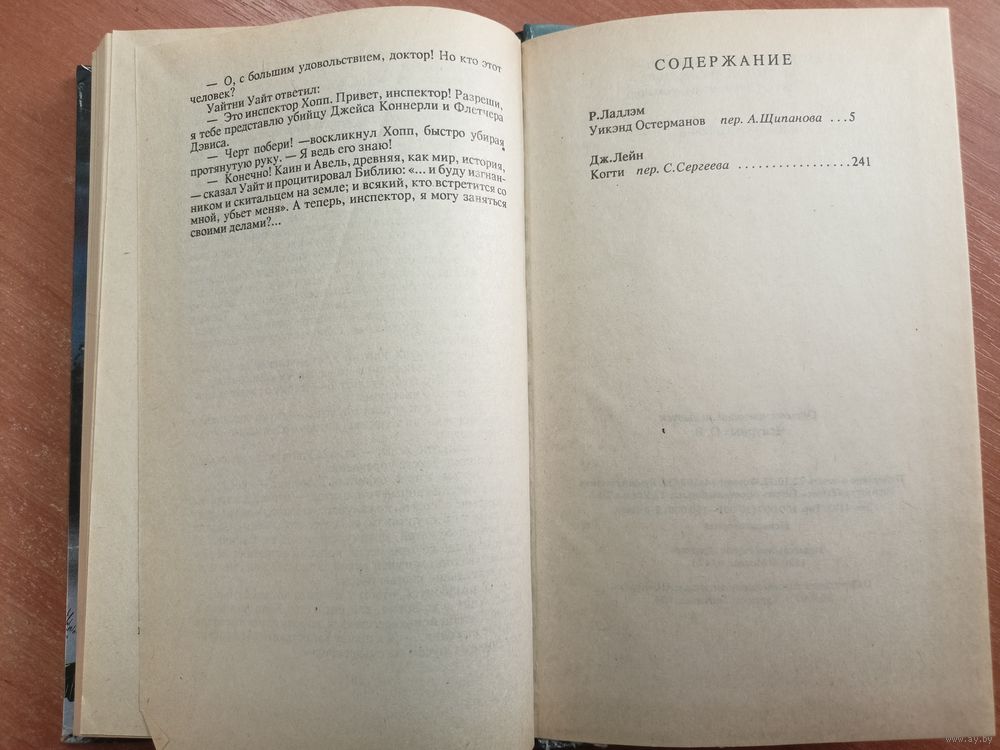 — О, с большим удовольствием, доктор! Но кто этот
человек?
Уайтни Уайт ответил:
— Это инспектор Хопп. Привет, инспектор! Разреши,
я тебе представлю убийцу Джейса Коннерли и Флетчера
Дэвиса.
— Черт побери! —воскликнул Хопп, быстро убирая
протянутую руку. — Я ведь его знаю!
— Конечно! Каин и Авель, древняя, как мир, история,
— сказал Уайт и процитировал Библию: «... и буду изгнан-
ником и скитальцем на земле; и всякий, кто встретится со
мной, убьет меня». А теперь, инспектор, я могу заняться
своими делами?...
СОДЕРЖАНИЕ
Р.Ладлэм
Уикэнд Остерманов пер. А.Щипанова ...5
Дж.Лейн
Когти пер. С.Сергеева .................241
www.ay.by